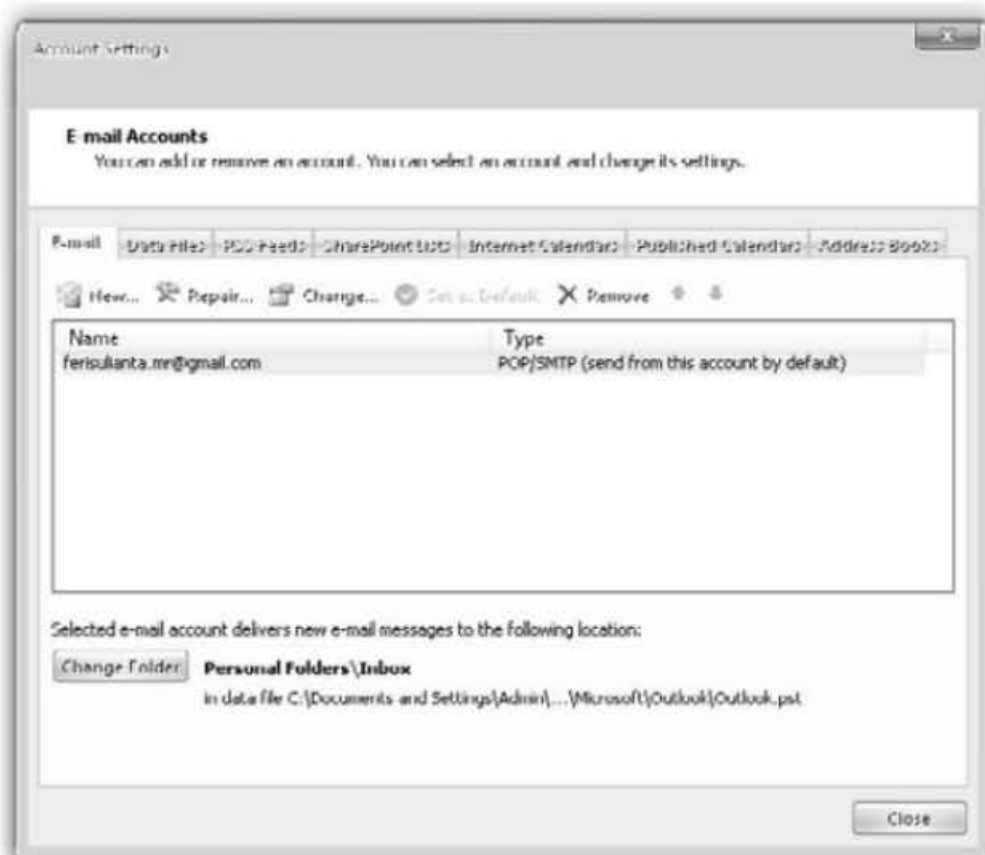 Account Settings
E-mail Accounts
You can add or remove an account. You can select an account and change its settings.
E-mail Data Files RSS Feeds SharePoint Lists Internet Calendars Published Calendars Address Books
New... Repair... Change... Set as Default Remove
Name Type
ferisulianta.mr@gmail.com POP/SMTP (send from this account by default)
Selected e-mail account delivers new e-mail messages to the following location:
Change Folder Personal Folders\Inbox
in data file C:\Documents and Settings\Admin\...\Microsoft\Outlook\Outlook.pst
Close